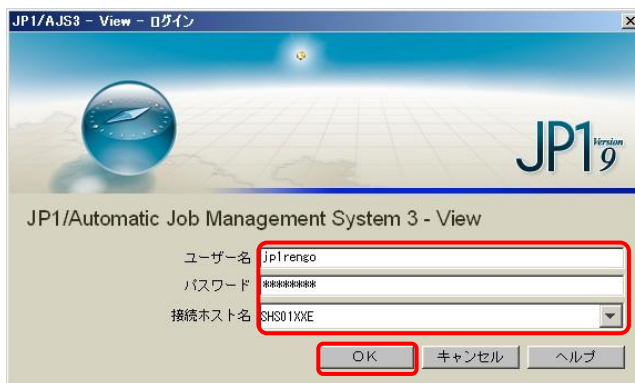 JP1/AJS3 - View - ログイン
JP1 Version 9
JP1/Automatic Job Management System 3 - View
ユーザー名 jp1rengo
パスワード ********
接続ホスト名 SHS01XXE
OK キャンセル ヘルプ